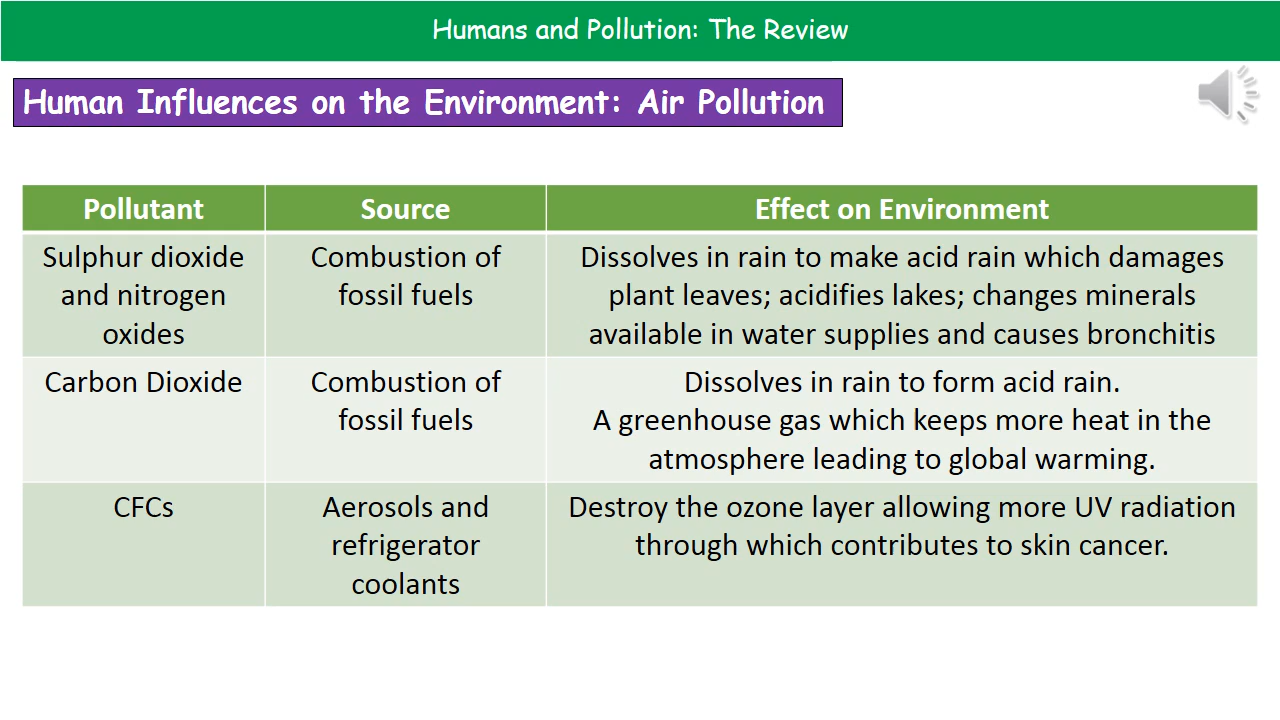 Humans and Pollution: The Review
Human Influences on the Environment: Air Pollution
Pollutant
Source
Effect on Environment
Sulphur dioxide
and nitrogen
oxides
Combustion of
fossil fuels
Dissolves in rain to make acid rain which damages
plant leaves; acidifies lakes; changes minerals
available in water supplies and causes bronchitis
Carbon Dioxide
Combustion of
fossil fuels
Dissolves in rain to form acid rain.
A greenhouse gas which keeps more heat in the
atmosphere leading to global warming.
CFCs
Aerosols and
refrigerator
coolants
Destroy the ozone layer allowing more UV radiation
through which contributes to skin cancer.